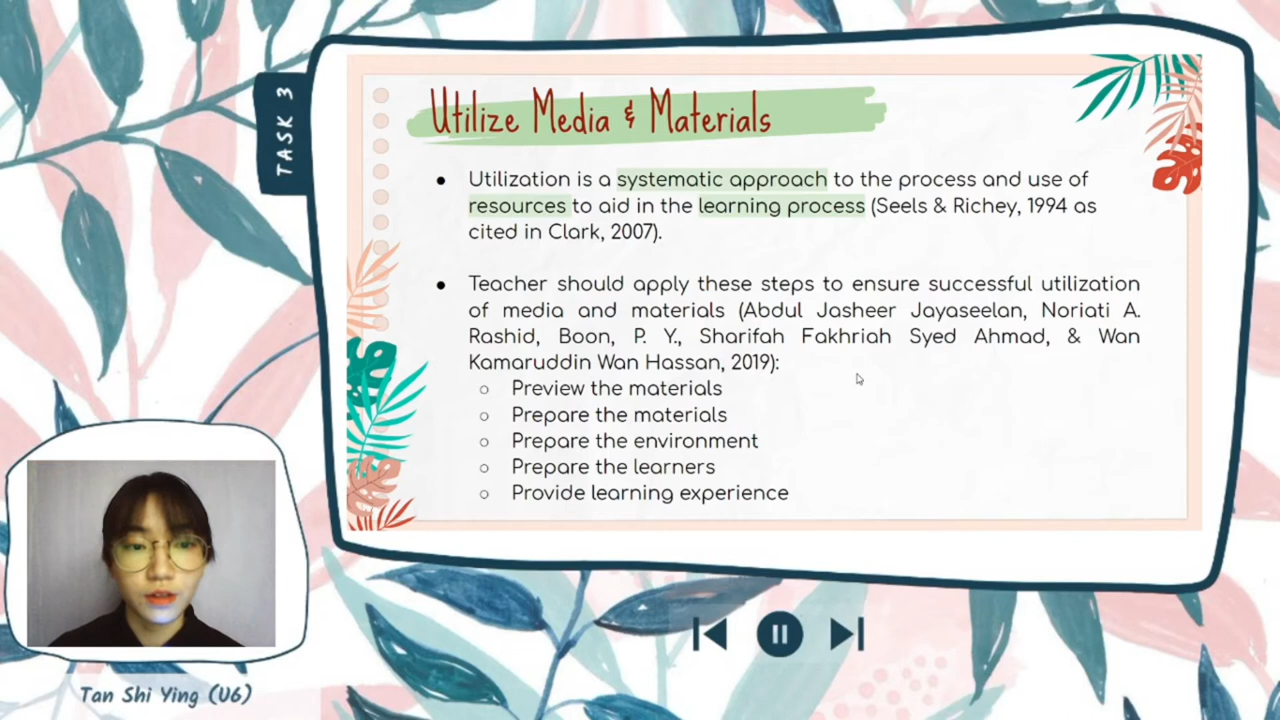 TASK 3
Utilize Media & Materials
● Utilization is a systematic approach to the process and use of
resources to aid in the learning process (Seels & Richey, 1994 as
cited in Clark, 2007).
● Teacher should apply these steps to ensure successful utilization
of media and materials (Abdul Jasheer Jayaseelan, Noriati A.
Rashid, Boon, P. Y., Sharifah Fakhriah Syed Ahmad, & Wan
Kamaruddin Wan Hassan, 2019):
○ Preview the materials
○ Prepare the materials
○ Prepare the environment
○ Prepare the learners
○ Provide learning experience
Tan Shi Ying (U6)